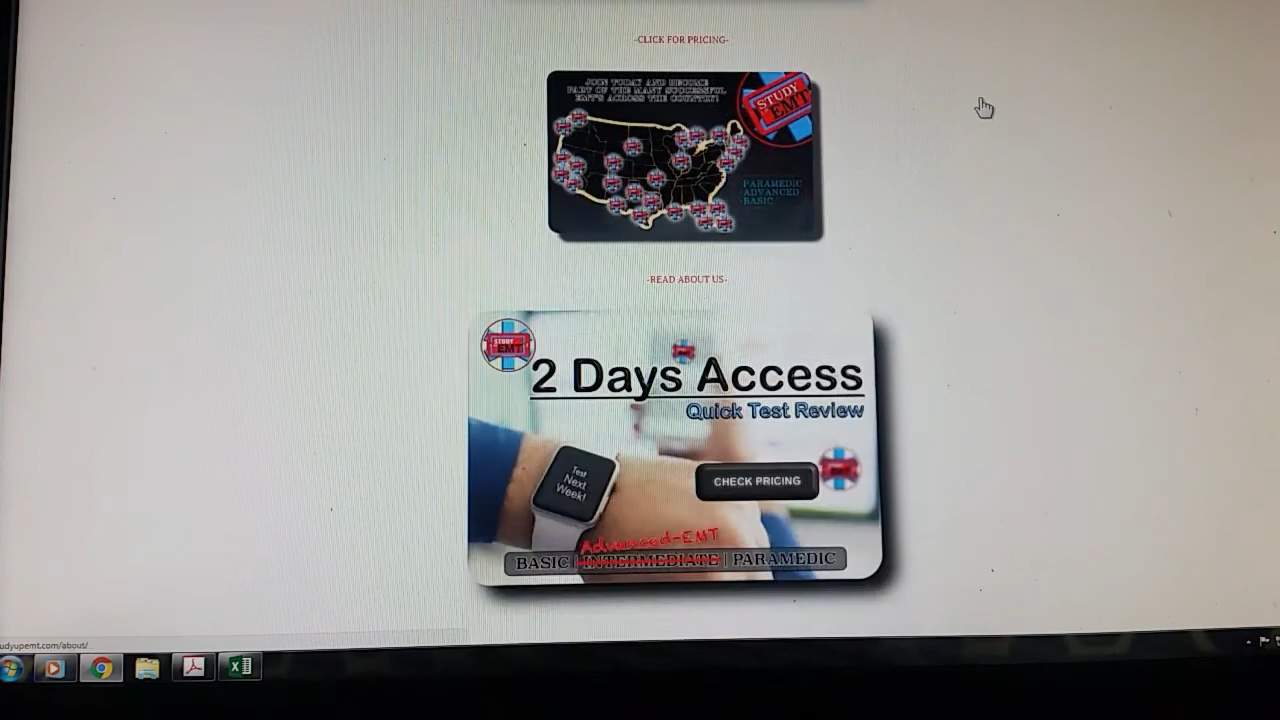 -CLICK FOR PRICING-
JOIN TODAY AND BECOME
PART OF THE MANY SUCCESSFUL
EMT'S ACROSS THE COUNTRY!
STUDY
EMT
PARAMEDIC
ADVANCED
BASIC
-READ ABOUT US-
STUDY
EMT
2 Days Access
Quick Test Review
Test
Next
Week!
CHECK PRICING
Advanced-EMT
BASIC | INTERMEDIATE | PARAMEDIC
udyupemt.com/about/